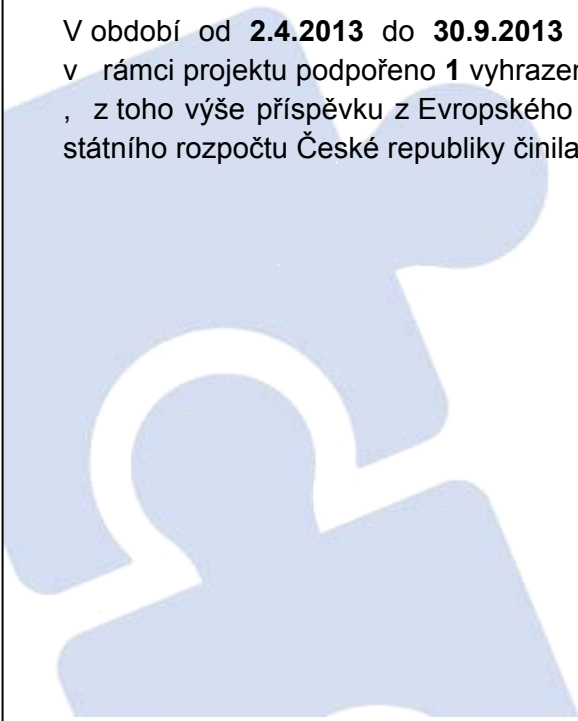 V období od 2.4.2013 do 30.9.2013
v rámci projektu podpořeno 1
, z toho výše příspěvku z Evropského
státního rozpočtu České republiky činila